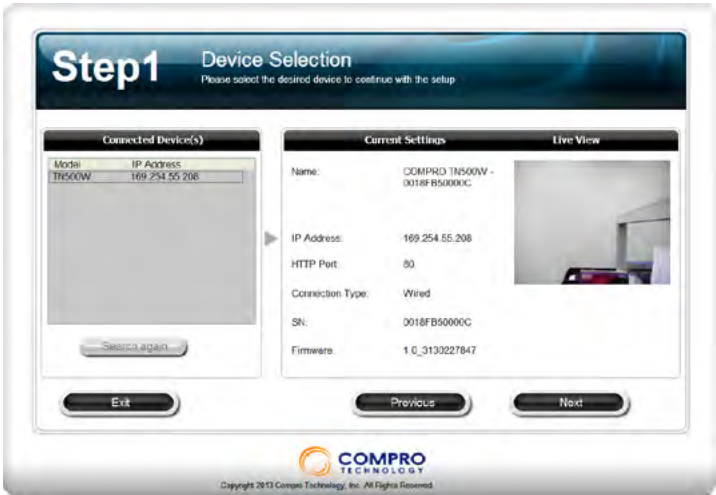 Step1
Device Selection
Please select the desired device to continue with the setup
Connected Device(s)
Model IP Address
TN500W 169.254.55.208
Search again
Current Settings
Live View
Name: COMPRO TN500W -
0018FB50000C
IP Address: 169.254.55.208
HTTP Port: 80
Connection Type: Wired
SN: 0018FB50000C
Firmware: 1.0_3130227847
Exit
Previous
Next
COMPRO
TECHNOLOGY
Copyright 2013 Compro Technology, Inc. All Rights Reserved.